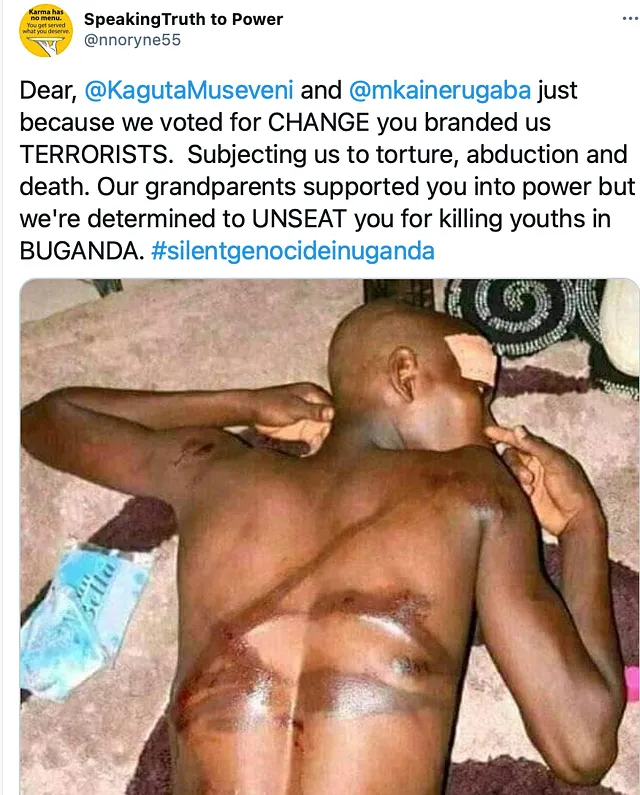 Karma has
no menu.
You get served
what you deserve.
SpeakingTruth to Power
@nnoryne55
Dear, @KagutaMuseveni and @mkainerugaba just
because we voted for CHANGE you branded us
TERRORISTS.  Subjecting us to torture, abduction and
death. Our grandparents supported you into power but
we're determined to UNSEAT you for killing youths in
BUGANDA. #silentgenocideinuganda
Bella